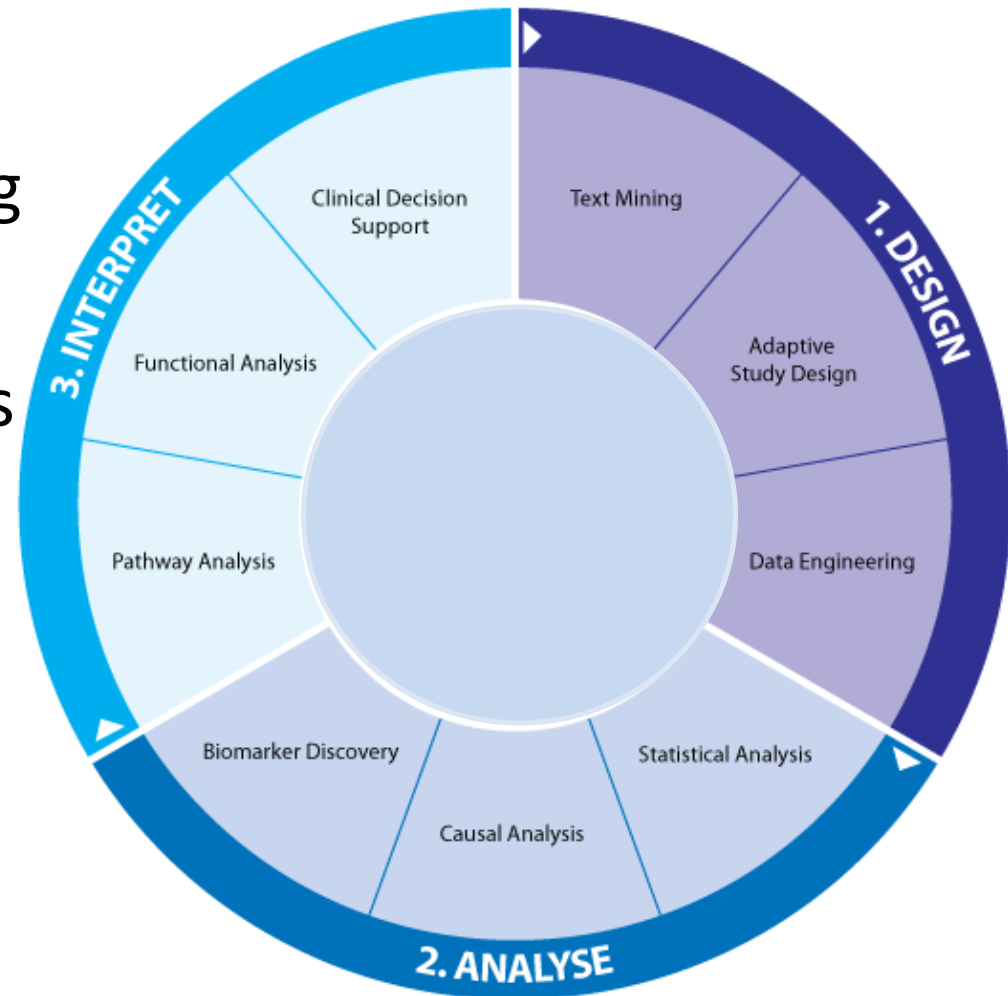 g
s
1. DESIGN
Text Mining
Adaptive
Study Design
Data Engineering
2. ANALYSE
Statistical Analysis
Causal Analysis
Biomarker Discovery
3. INTERPRET
Pathway Analysis
Functional Analysis
Clinical Decision
Support